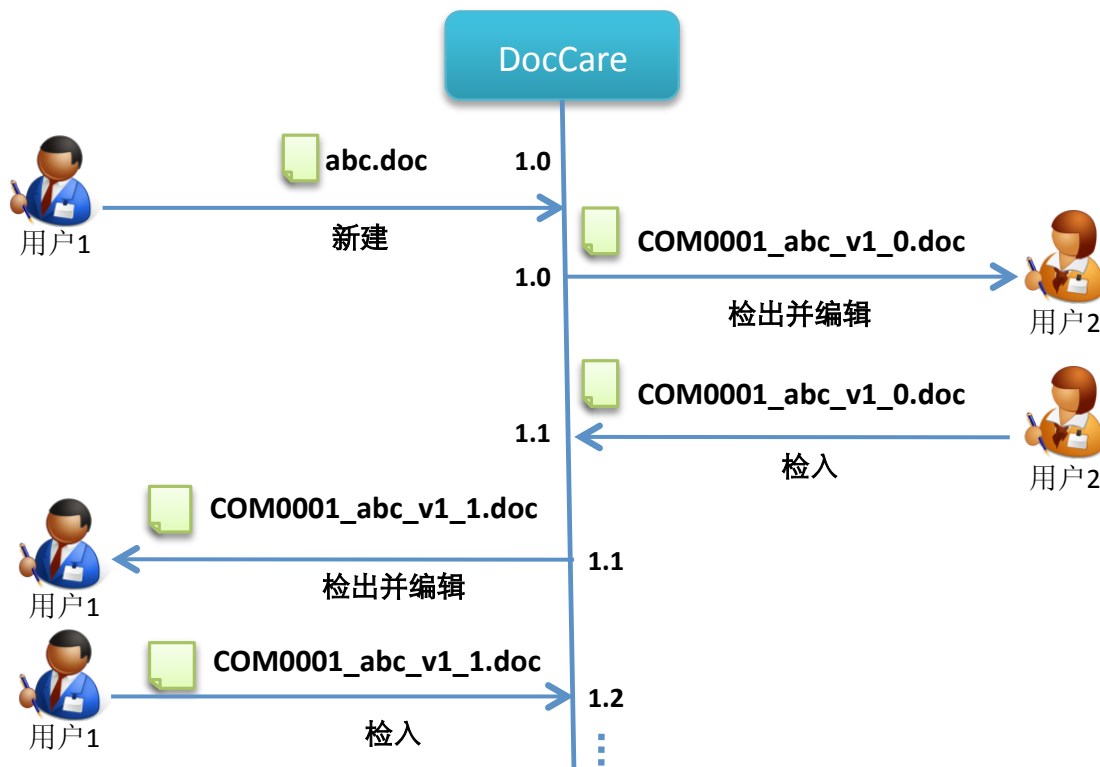 DocCare
abc.doc
1.0
新建
用户1
COM0001_abc_v1_0.doc
1.0
检出并编辑
用户2
COM0001_abc_v1_0.doc
1.1
检入
用户2
COM0001_abc_v1_1.doc
1.1
检出并编辑
用户1
COM0001_abc_v1_1.doc
1.2
检入
用户1